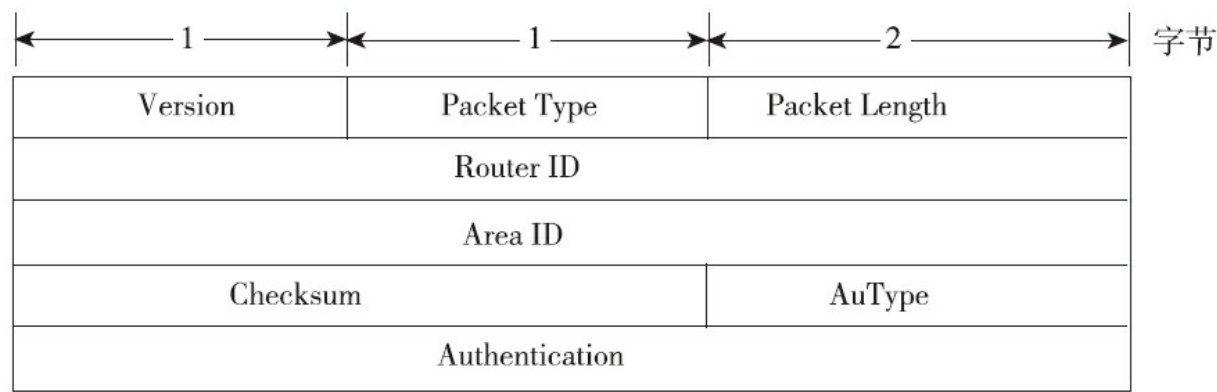 1 1 2 字节
Version Packet Type Packet Length
Router ID
Area ID
Checksum AuType
Authentication